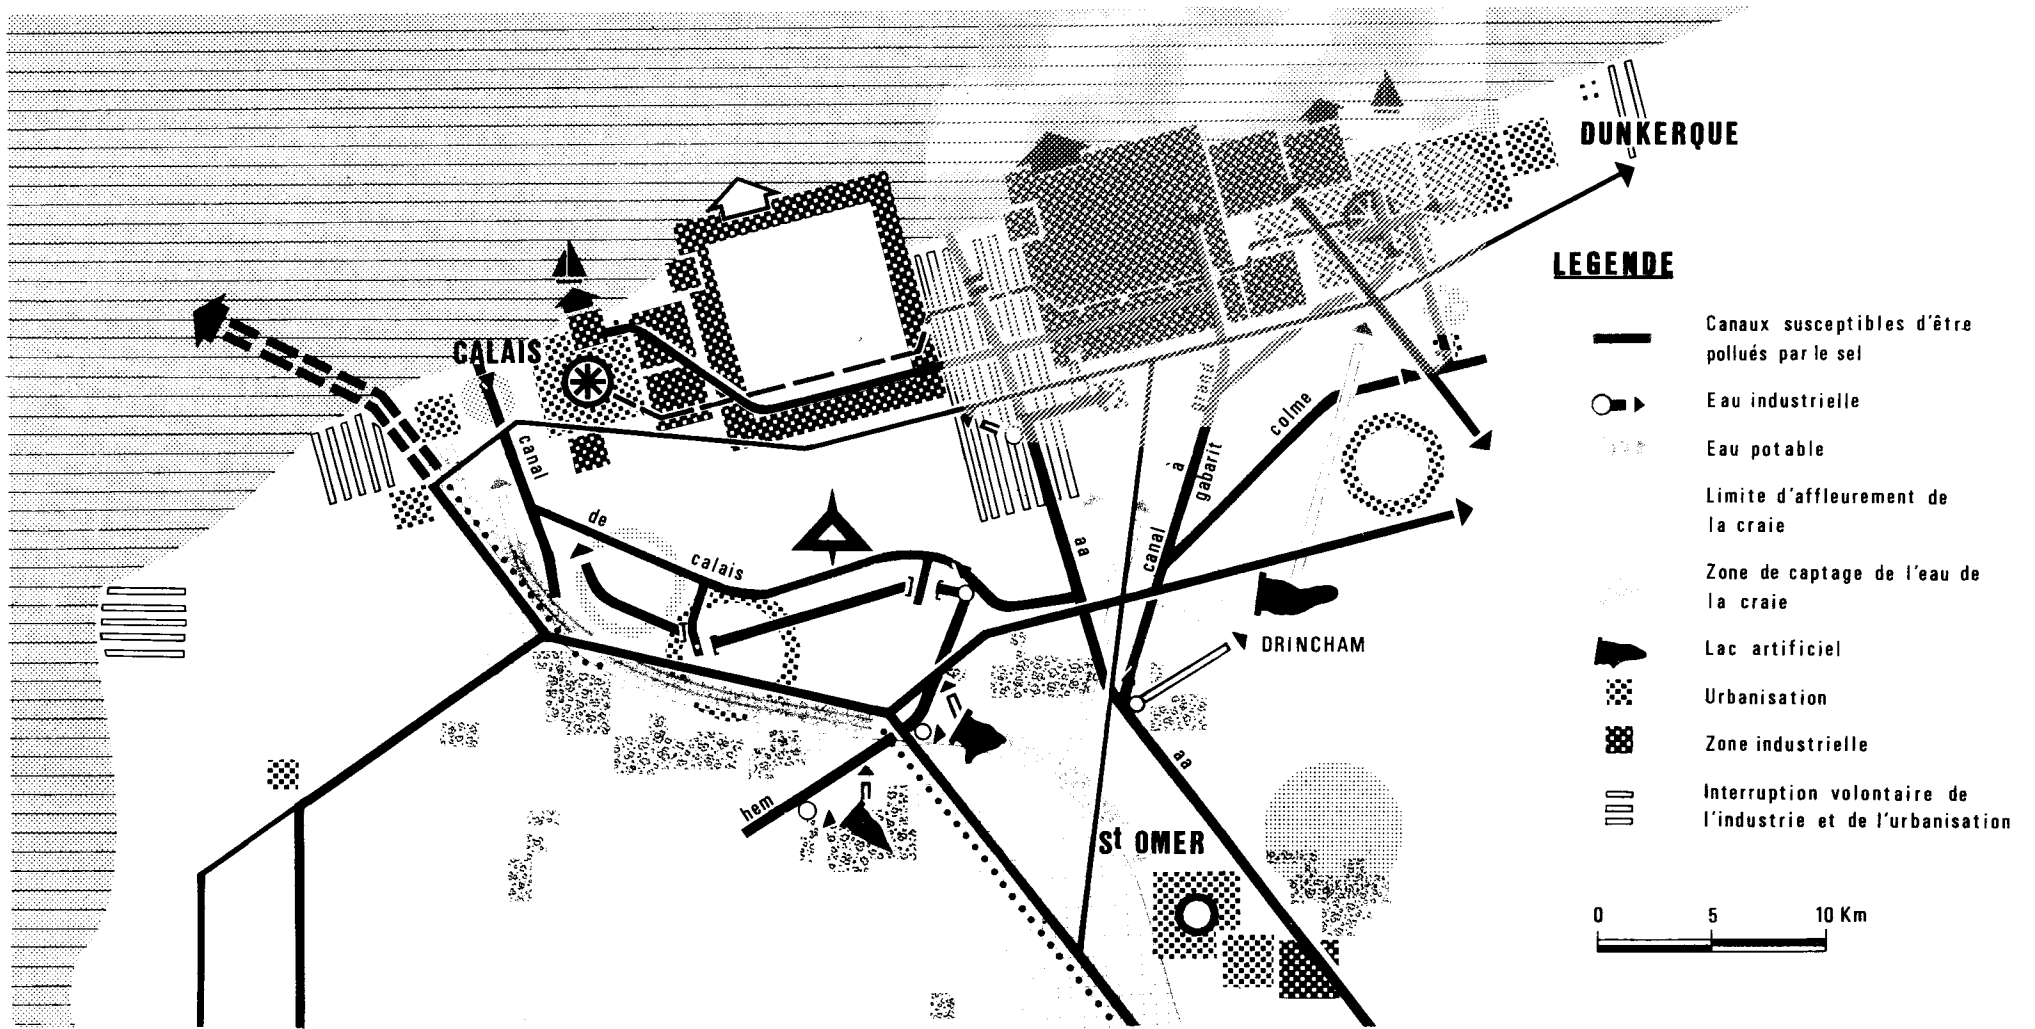 DUNKERQUE
CALAIS
canal
de
calais
aa
canal
à
grand
gabarit
colme
DRINCHAM
aa
hem
St OMER
LEGENDE
Canaux susceptibles d'être
pollués par le sel
Eau industrielle
Eau potable
Limite d'affleurement de
la craie
Zone de captage de l'eau de
la craie
Lac artificiel
Urbanisation
Zone industrielle
Interruption volontaire de
l'industrie et de l'urbanisation
0 5 10 Km